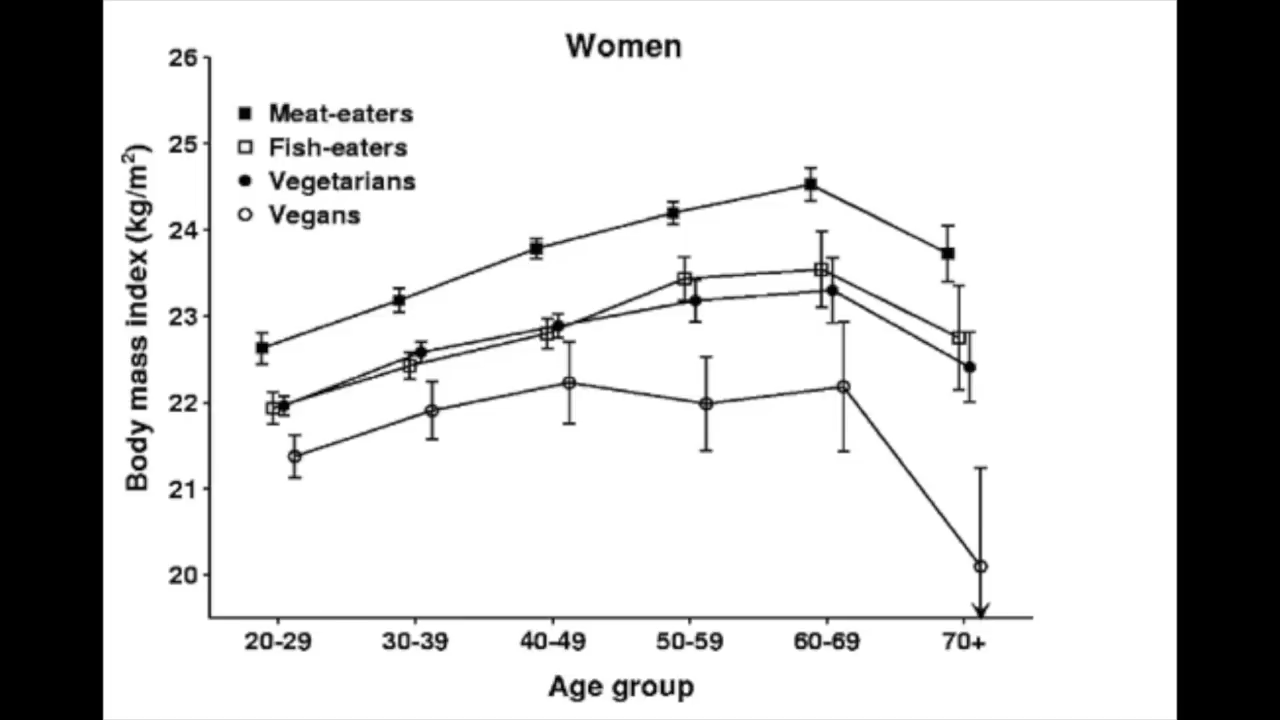 Women
26
25
24
23
22
21
20
Body mass index (kg/m²)
Meat-eaters
Fish-eaters
Vegetarians
Vegans
20-29 30-39 40-49 50-59 60-69 70+
Age group